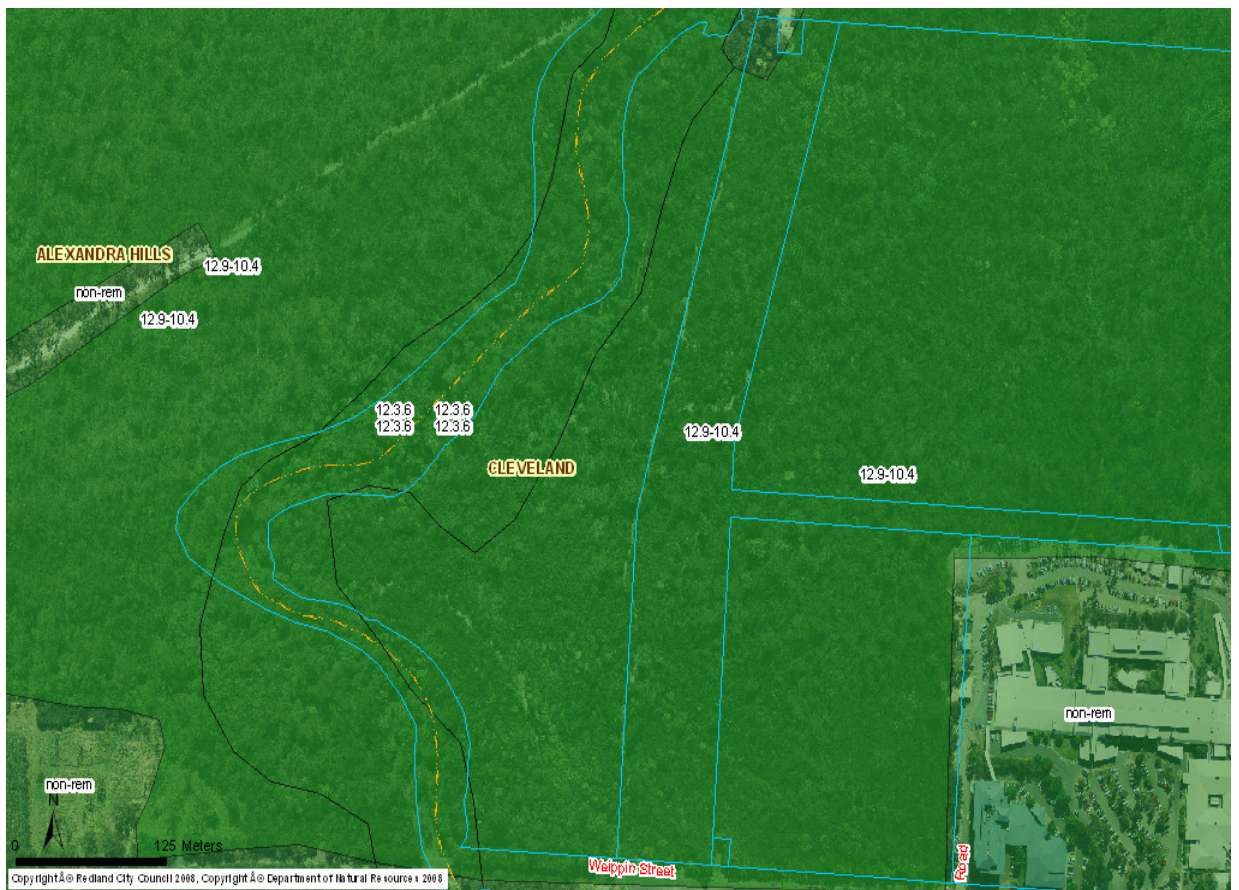 ALEXANDRA HILLS
12.9-10.4
non-rem
12.9-10.4
12.3.6 12.3.6
12.3.6 12.3.6
12.9-10.4
CLEVELAND
12.9-10.4
non-rem
non-rem
N
0 125 Meters
Weippin Street
Road
Copyright Â© Redland City Council 2008, Copyright Â© Department of Natural Resources 2008